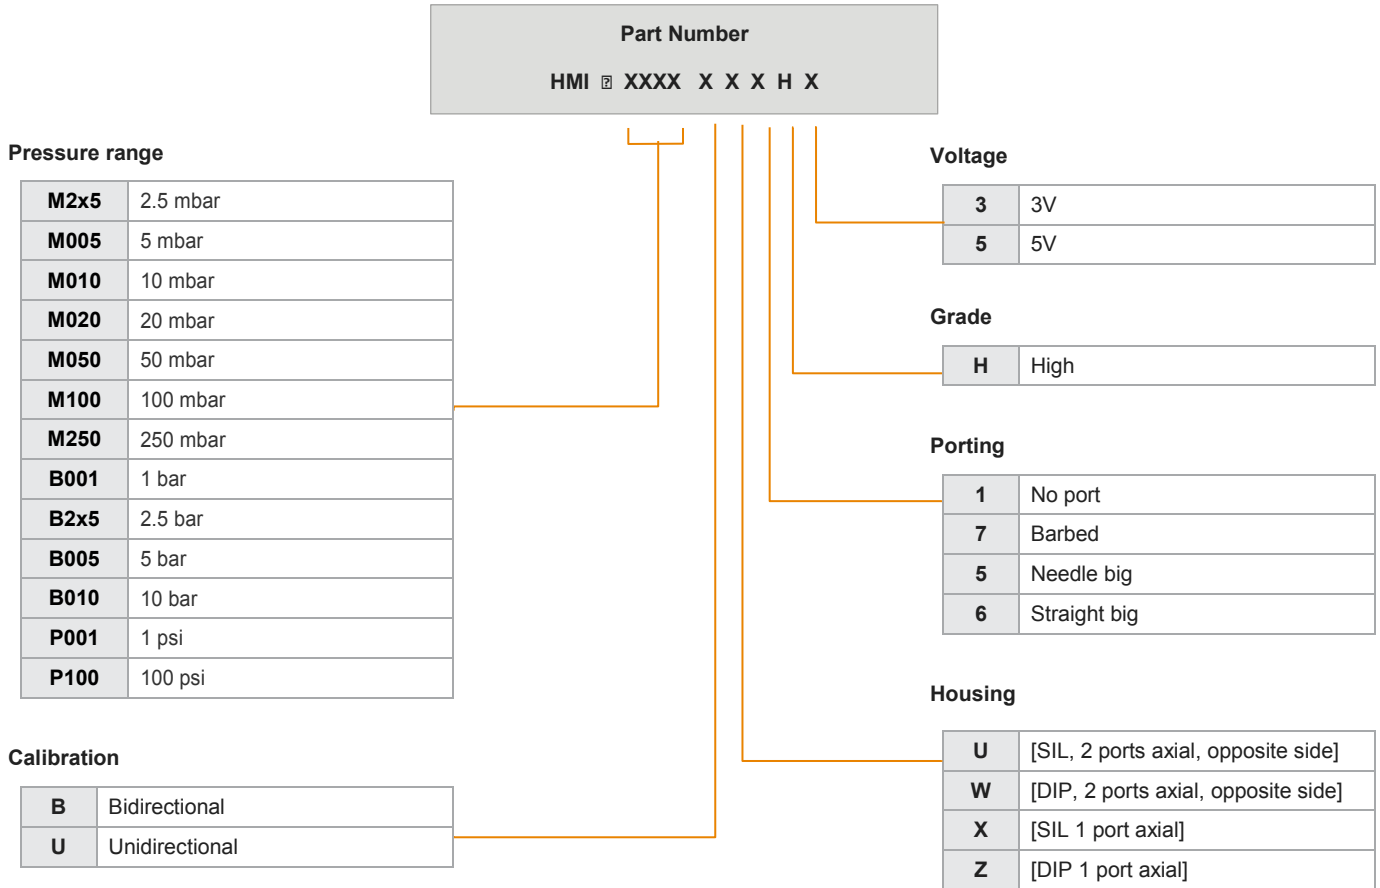 Part Number
HMI ⍰ XXXX X X X H X
Pressure range
M2x5 2.5 mbar
M005 5 mbar
M010 10 mbar
M020 20 mbar
M050 50 mbar
M100 100 mbar
M250 250 mbar
B001 1 bar
B2x5 2.5 bar
B005 5 bar
B010 10 bar
P001 1 psi
P100 100 psi
Calibration
B Bidirectional
U Unidirectional
Voltage
3 3V
5 5V
Grade
H High
Porting
1 No port
7 Barbed
5 Needle big
6 Straight big
Housing
U [SIL, 2 ports axial, opposite side]
W [DIP, 2 ports axial, opposite side]
X [SIL 1 port axial]
Z [DIP 1 port axial]